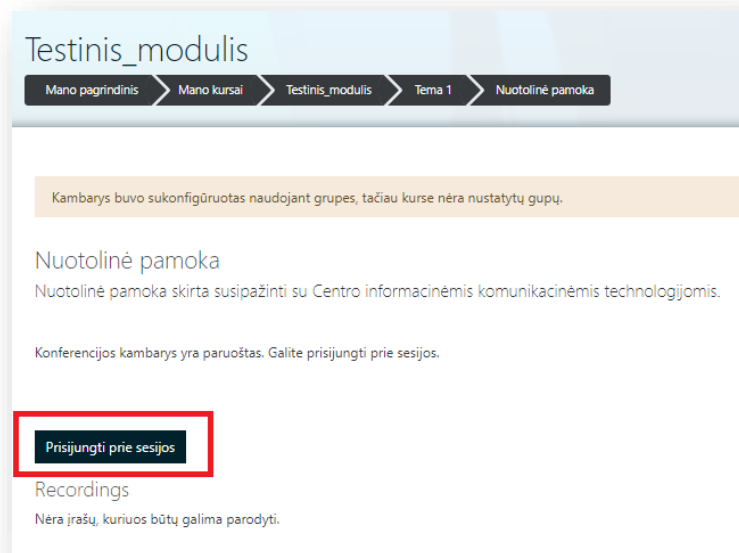 Testinis_modulis
Mano pagrindinis Mano kursai Testinis_modulis Tema 1 Nuotolinė pamoka
Kambarys buvo sukonfigūruotas naudojant grupes, tačiau kurse nėra nustatytų gupų.
Nuotolinė pamoka
Nuotolinė pamoka skirta susipažinti su Centro informacinėmis komunikacinėmis technologijomis.
Konferencijos kambarys yra paruoštas. Galite prisijungti prie sesijos.
Prisijungti prie sesijos
Recordings
Nėra įrašų, kuriuos būtų galima parodyti.